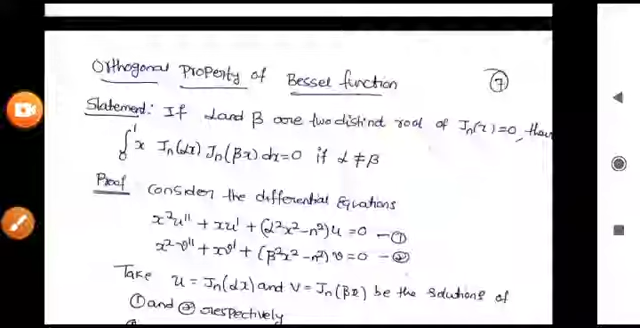 Orthogonal Property of Bessel function
7
Statement: If α and β are two distinct root of Jₙ(x)=0, then
∫₀¹ x Jₙ(αx) Jₙ(βx) dx=0 if α ≠ β
Proof Consider the differential Equations
x²u'' + xu' + (α²x²-n²)u = 0 —①
x²v'' + xv' + (β²x²-n²)v = 0 —②
Take u = Jₙ(αx) and V = Jₙ(βx) be the solutions of
① and ② respectively